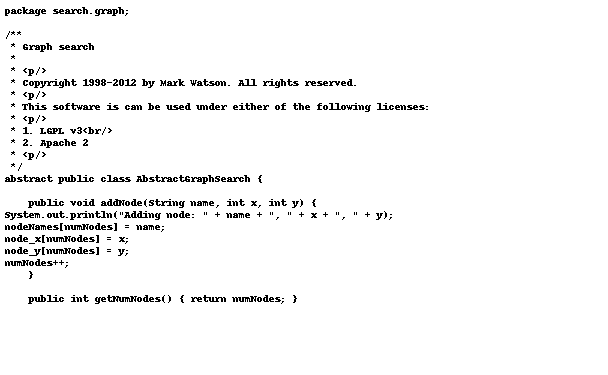 package search.graph;

/**
 * Graph search
 *
 * <p/>
 * Copyright 1998-2012 by Mark Watson. All rights reserved.
 * <p/>
 * This software is can be used under either of the following licenses:
 * <p/>
 * 1. LGPL v3<br/>
 * 2. Apache 2
 * <p/>
 */
abstract public class AbstractGraphSearch {

    public void addNode(String name, int x, int y) {
System.out.println("Adding node: " + name + ", " + x + ", " + y);
nodeNames[numNodes] = name;
node_x[numNodes] = x;
node_y[numNodes] = y;
numNodes++;
    }

    public int getNumNodes() { return numNodes; }